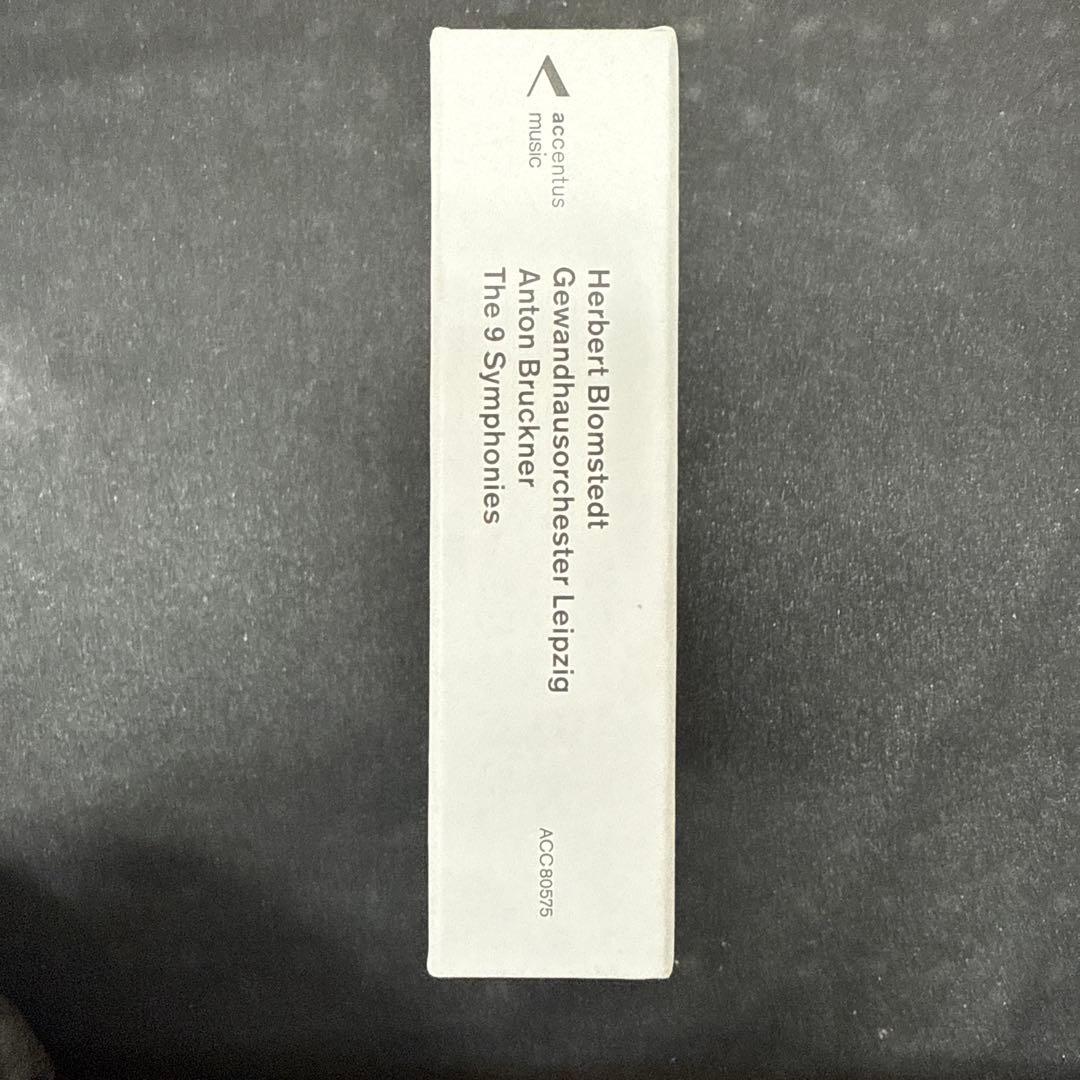 accentus
music
Herbert Blomstedt
Gewandhausorchester Leipzig
Anton Bruckner
The 9 Symphonies
ACC80575